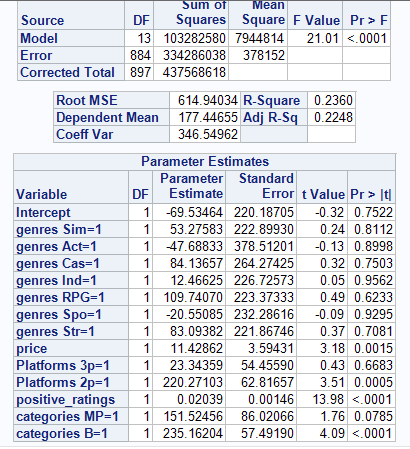 Sum of Mean
Source DF Squares Square F Value Pr > F
Model 13 103282580 7944814 21.01 <.0001
Error 884 334286038 378152
Corrected Total 897 437568618
Root MSE 614.94034 R-Square 0.2360
Dependent Mean 177.44655 Adj R-Sq 0.2248
Coeff Var 346.54962
Parameter Estimates
Parameter Standard
Variable DF Estimate Error t Value Pr > |t|
Intercept 1 -69.53464 220.18705 -0.32 0.7522
genres Sim=1 1 53.27583 222.89930 0.24 0.8112
genres Act=1 1 -47.68833 378.51201 -0.13 0.8998
genres Cas=1 1 84.13657 264.27425 0.32 0.7503
genres Ind=1 1 12.46625 226.72573 0.05 0.9562
genres RPG=1 1 109.74070 223.37333 0.49 0.6233
genres Spo=1 1 -20.55085 232.28616 -0.09 0.9295
genres Str=1 1 83.09382 221.86746 0.37 0.7081
price 1 11.42862 3.59431 3.18 0.0015
Platforms 3p=1 1 23.34359 54.45590 0.43 0.6683
Platforms 2p=1 1 220.27103 62.81657 3.51 0.0005
positive_ratings 1 0.02039 0.00146 13.98 <.0001
categories MP=1 1 151.52456 86.02066 1.76 0.0785
categories B=1 1 235.16204 57.49190 4.09 <.0001